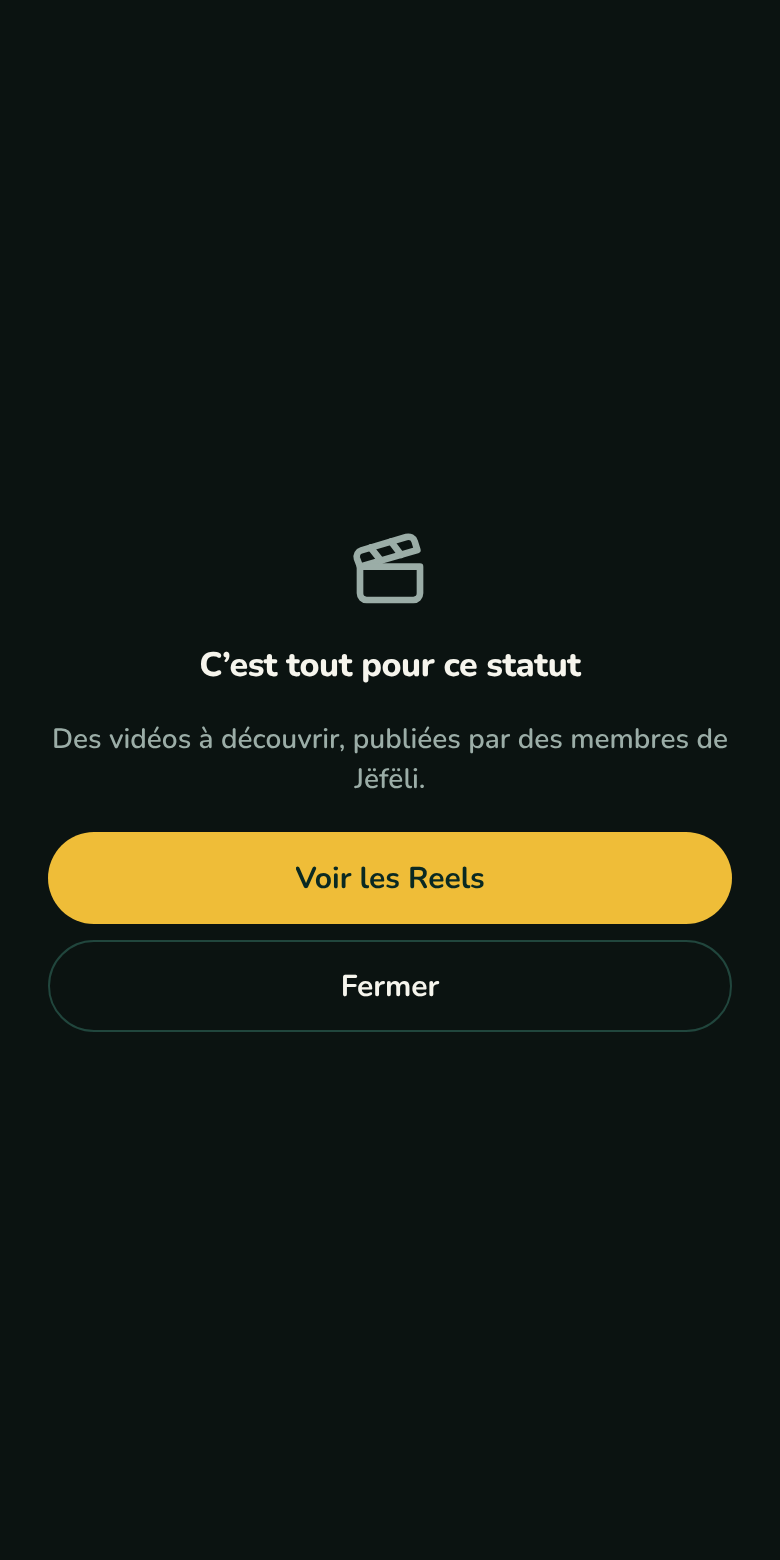 C’est tout pour ce statut
Des vidéos à découvrir, publiées par des membres de
Jëfëli.
Voir les Reels
Fermer